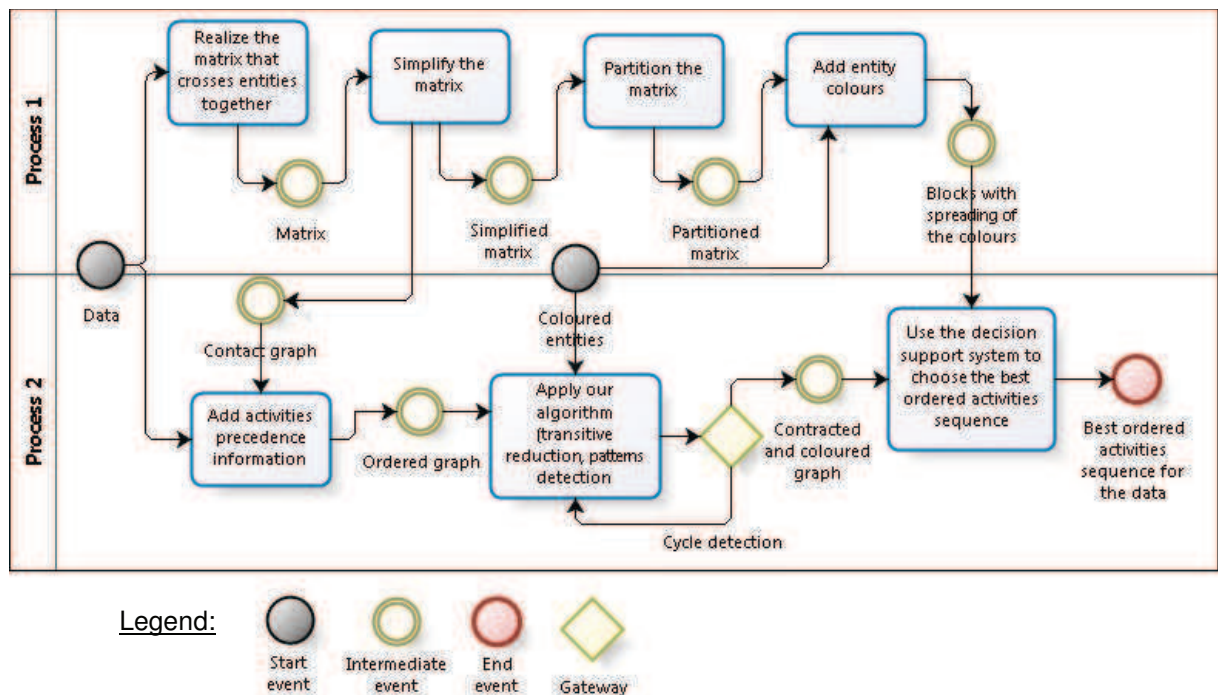 Process 1
Realize the
matrix that
crosses entities
together
Simplify the
matrix
Partition the
matrix
Add entity
colours
Matrix
Simplified
matrix
Partitioned
matrix
Blocks with
spreading of
the colours
Data
Process 2
Contact graph
Coloured
entities
Add activities
precedence
information
Ordered graph
Apply our
algorithm
(transitive
reduction, patterns
detection
Cycle detection
Contracted
and coloured
graph
Use the decision
support system to
choose the best
ordered activities
sequence
Best ordered
activities
sequence for
the data
Legend:
Start
event
Intermediate
event
End
event
Gateway